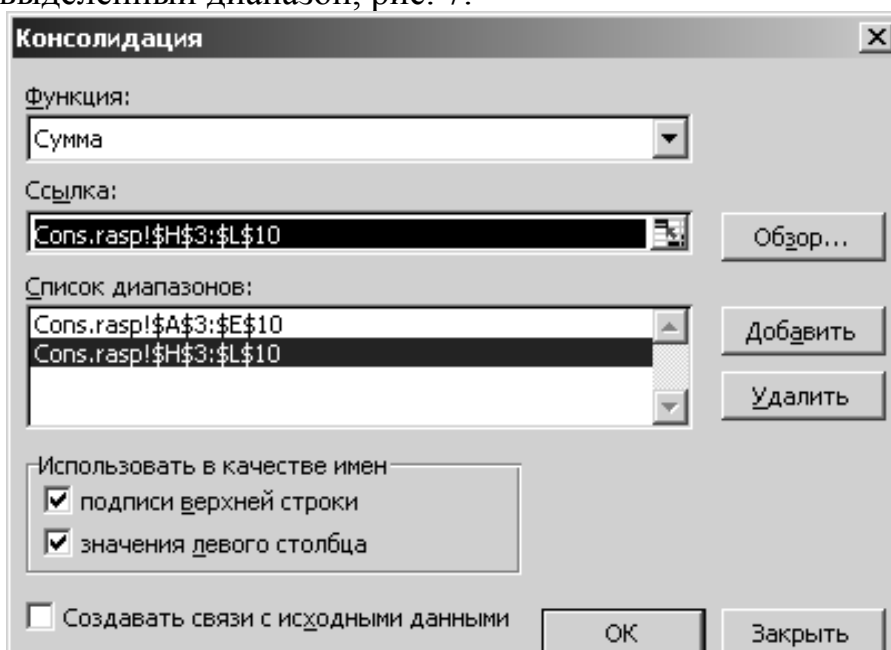 выделенный диапазон, рис. 7.
Консолидация
Функция:
Сумма
Ссылка:
Cons.rasp!$H$3:$L$10
Обзор...
Список диапазонов:
Cons.rasp!$A$3:$E$10
Cons.rasp!$H$3:$L$10
Добавить
Удалить
Использовать в качестве имен
подписи верхней строки
значения левого столбца
Создавать связи с исходными данными
ОК
Закрыть